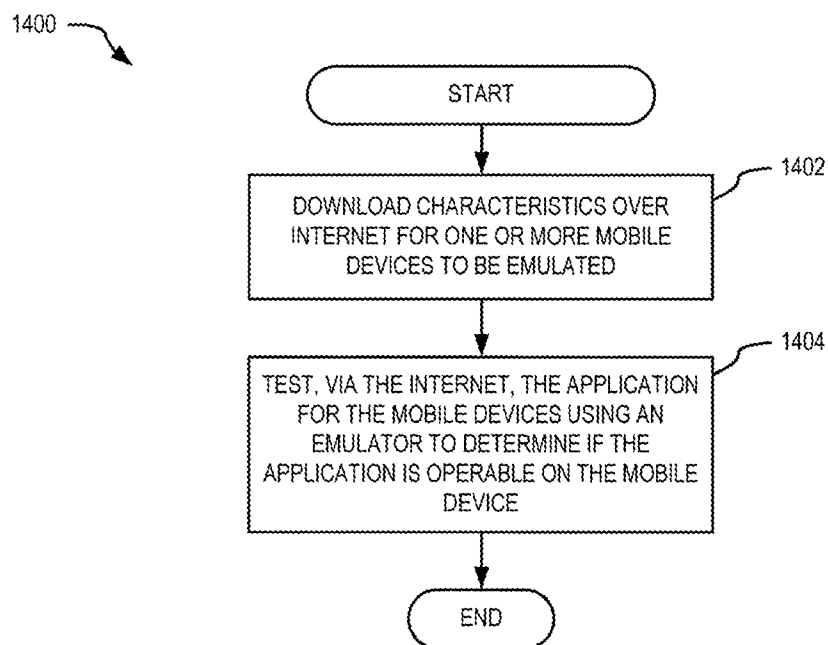 1400
START
1402
DOWNLOAD CHARACTERISTICS OVER
INTERNET FOR ONE OR MORE MOBILE
DEVICES TO BE EMULATED
1404
TEST, VIA THE INTERNET, THE APPLICATION
FOR THE MOBILE DEVICES USING AN
EMULATOR TO DETERMINE IF THE
APPLICATION IS OPERABLE ON THE MOBILE
DEVICE
END